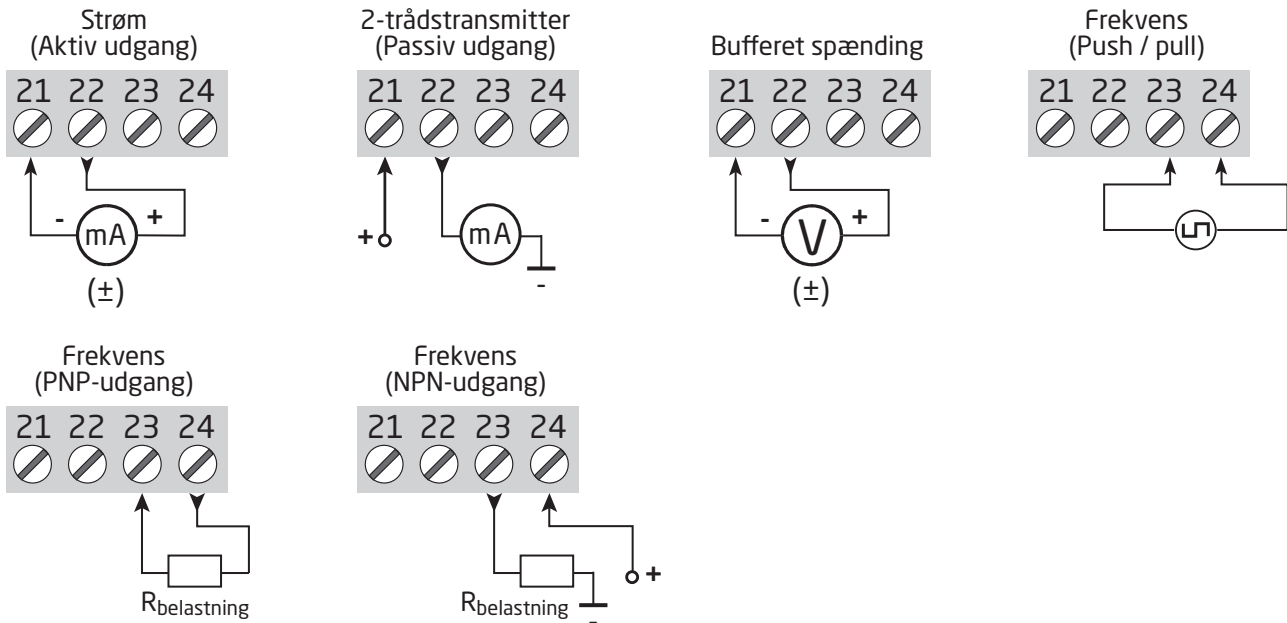 Strøm
(Aktiv udgang)
21 22 23 24
- mA +
(±)
2-trådstransmitter
(Passiv udgang)
21 22 23 24
+ mA
-
Bufferet spænding
21 22 23 24
- V +
(±)
Frekvens
(Push / pull)
21 22 23 24
Frekvens
(PNP-udgang)
21 22 23 24
Rbelastning
Frekvens
(NPN-udgang)
21 22 23 24
+
Rbelastning
-